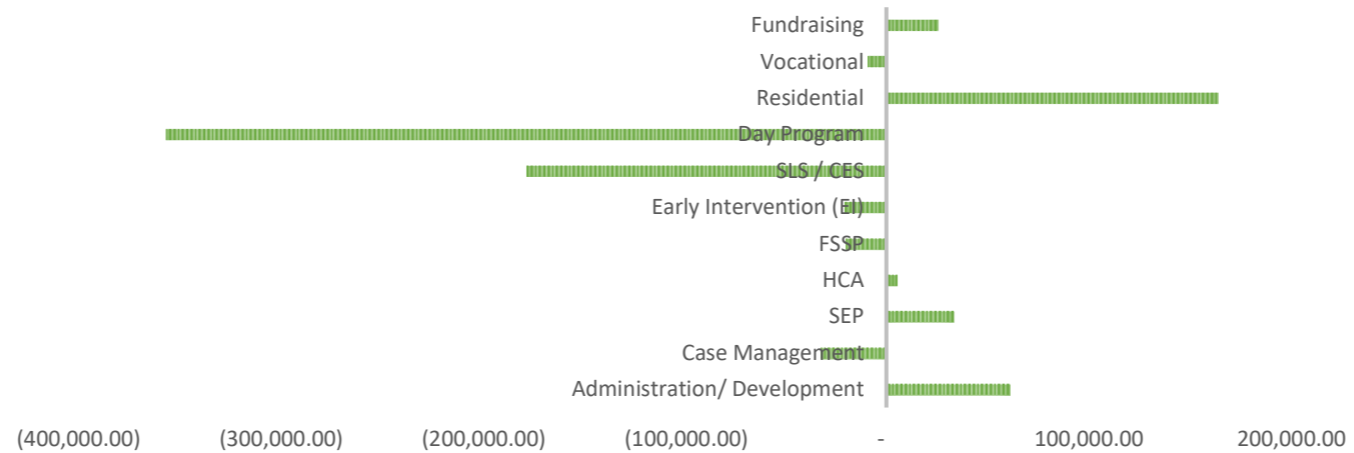 Fundraising
Vocational
Residential
Day Program
SLS / CES
Early Intervention (EI)
FSSP
HCA
SEP
Case Management
Administration/ Development
(400,000.00) (300,000.00) (200,000.00) (100,000.00) - 100,000.00 200,000.00